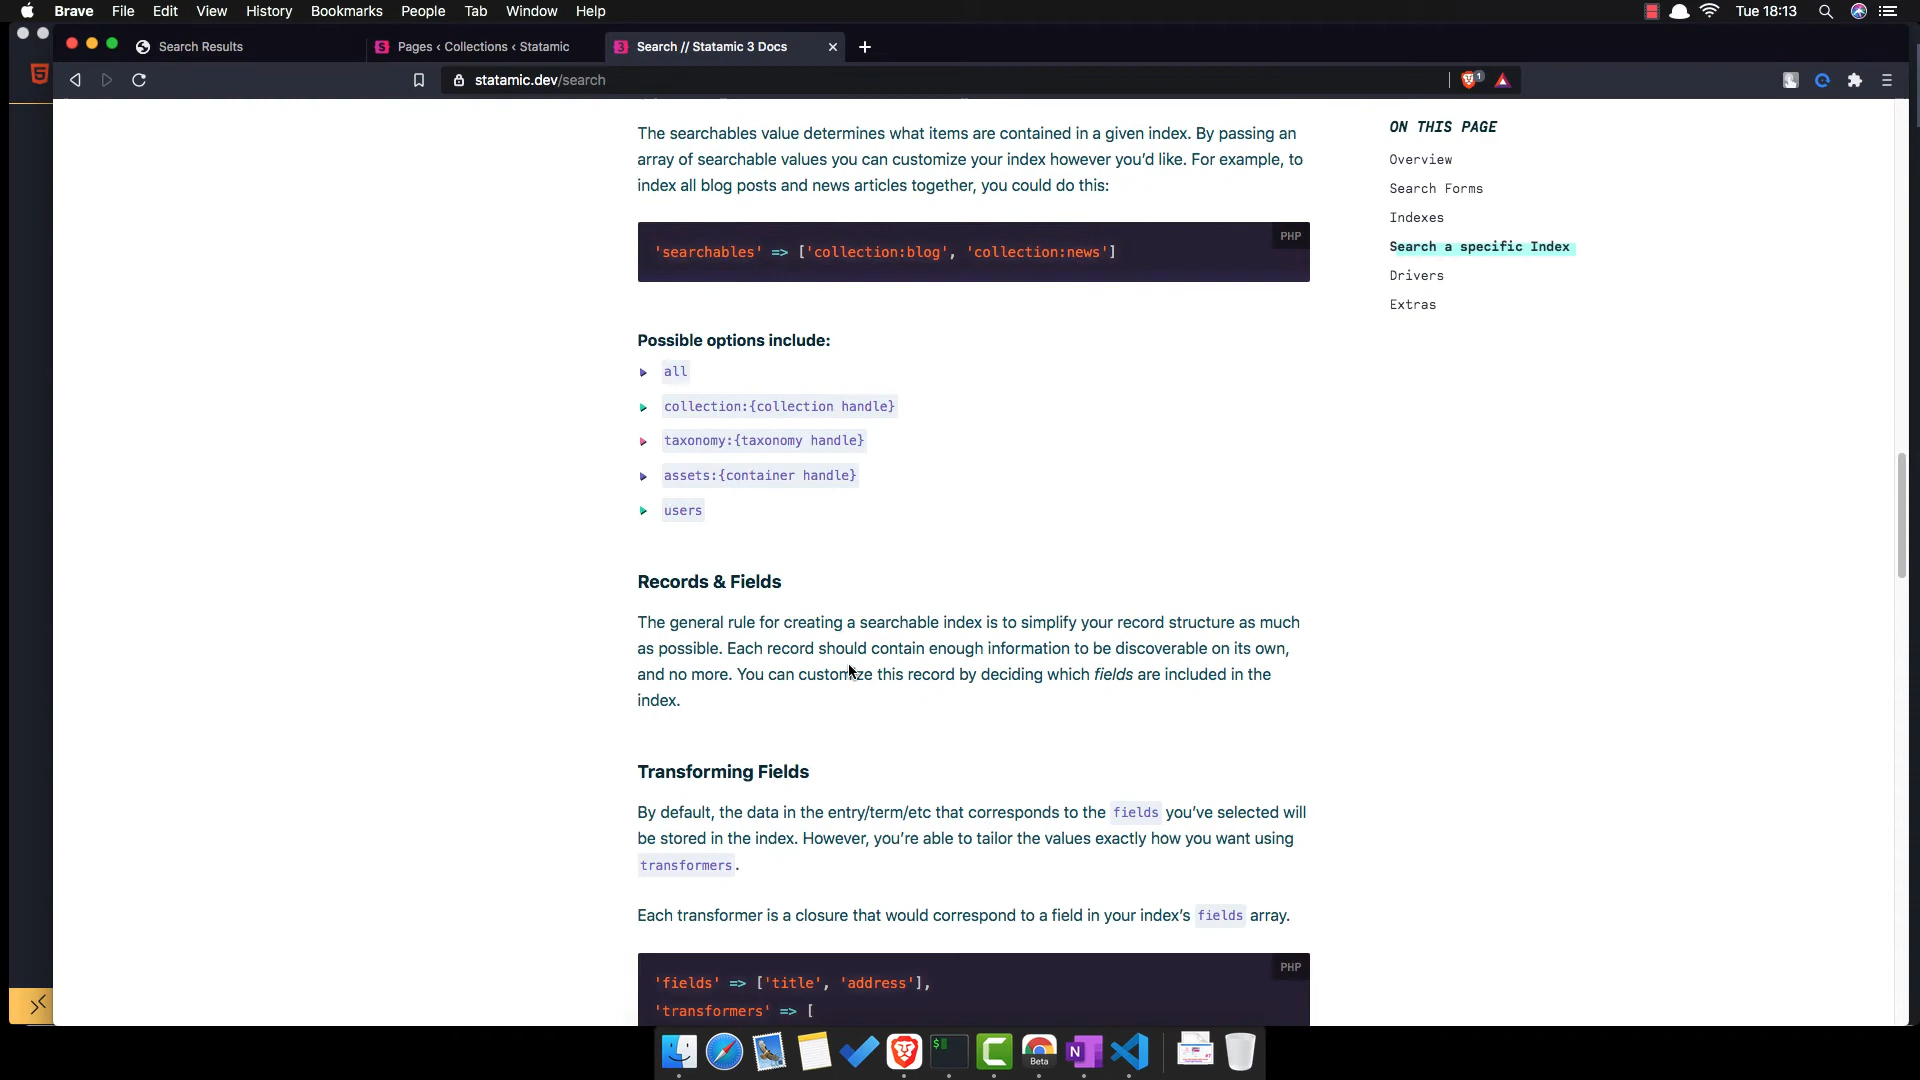 Brave File Edit View History Bookmarks People Tab Window Help Tue 18:13
Search Results Pages ‹ Collections ‹ Statamic Search // Statamic 3 Docs
statamic.dev/search 1
The searchables value determines what items are contained in a given index. By passing an
array of searchable values you can customize your index however you’d like. For example, to
index all blog posts and news articles together, you could do this:
PHP
'searchables' => ['collection:blog', 'collection:news']
Possible options include:
all
collection:{collection handle}
taxonomy:{taxonomy handle}
assets:{container handle}
users
Records & Fields
The general rule for creating a searchable index is to simplify your record structure as much
as possible. Each record should contain enough information to be discoverable on its own,
and no more. You can customize this record by deciding which fields are included in the
index.
Transforming Fields
By default, the data in the entry/term/etc that corresponds to the fields you’ve selected will
be stored in the index. However, you’re able to tailor the values exactly how you want using
transformers.
Each transformer is a closure that would correspond to a field in your index’s fields array.
PHP
'fields' => ['title', 'address'],
'transformers' => [
ON THIS PAGE
Overview
Search Forms
Indexes
Search a specific Index
Drivers
Extras
$
Beta
N